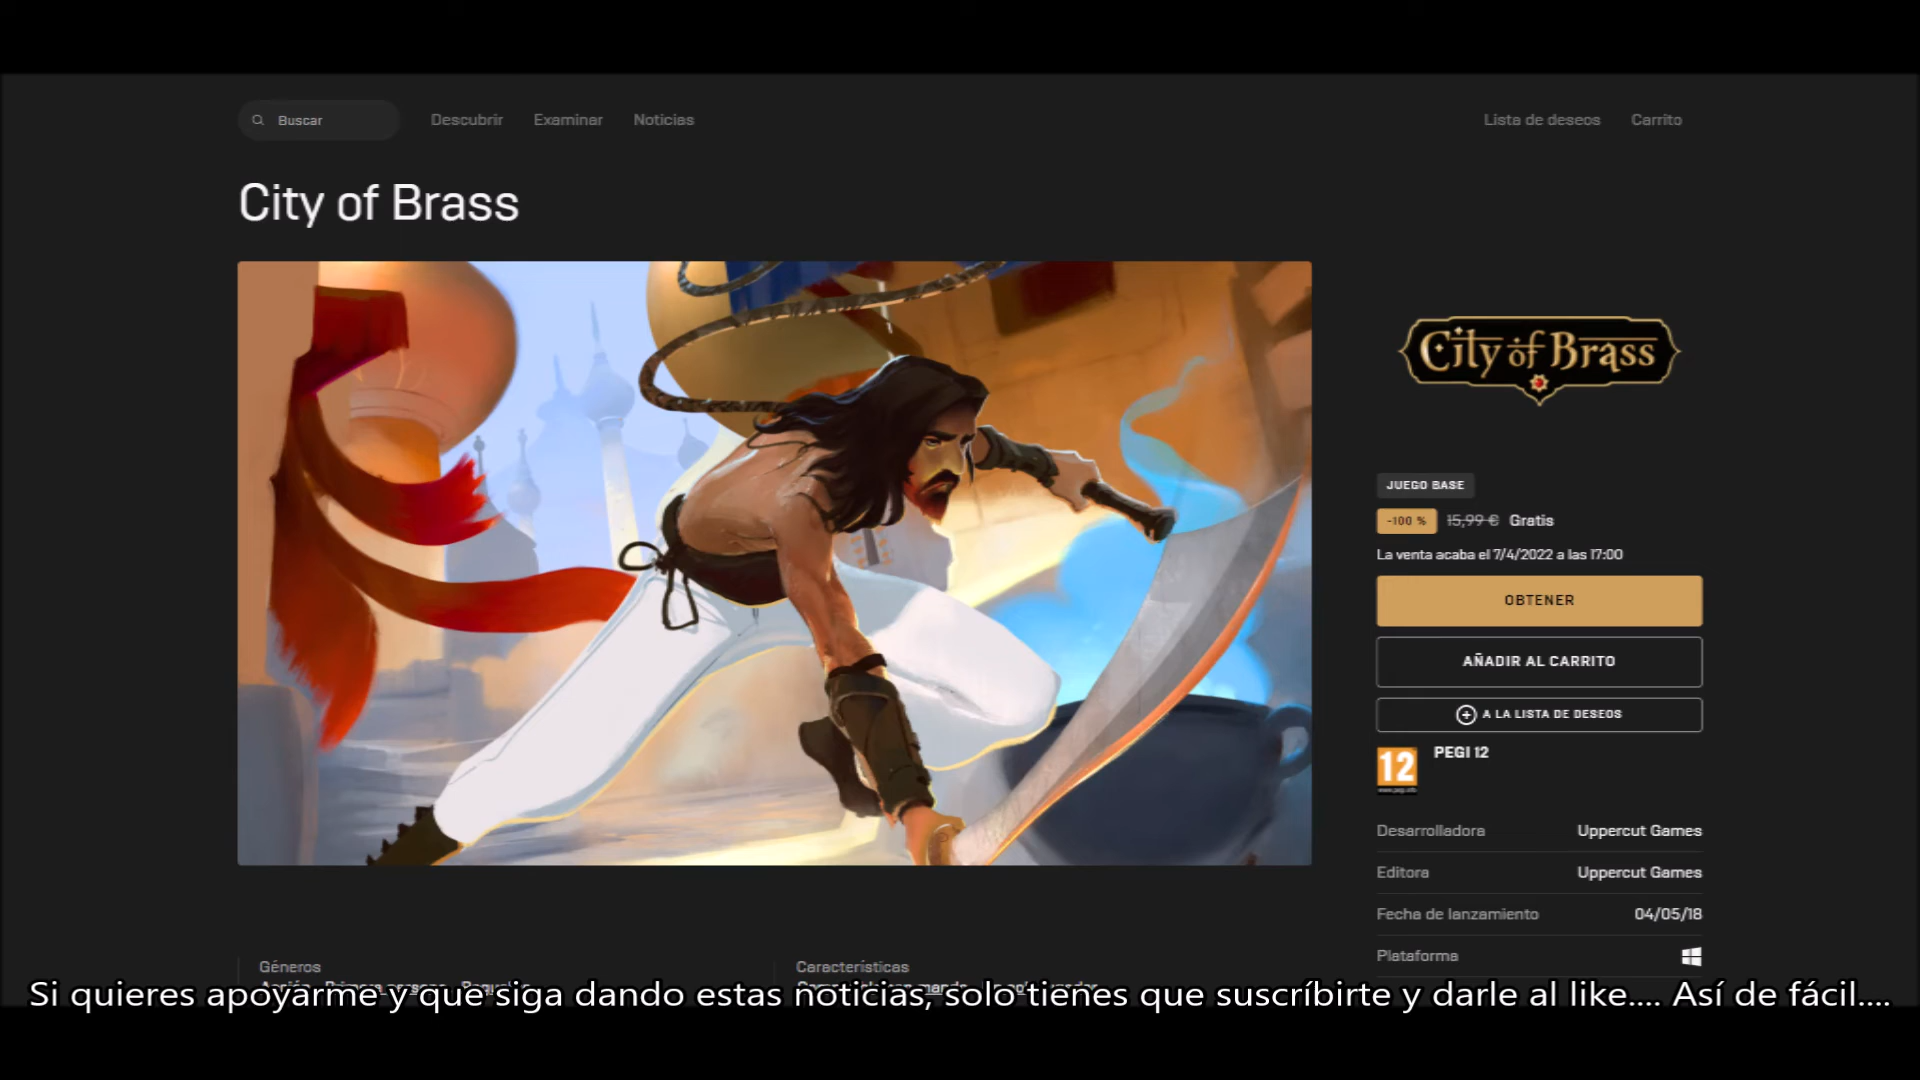 Buscar
Descubrir
Examinar
Noticias
Lista de deseos
Carrito
City of Brass
City of Brass
JUEGO BASE
-100 % 15,99 € Gratis
La venta acaba el 7/4/2022 a las 17:00
OBTENER
AÑADIR AL CARRITO
A LA LISTA DE DESEOS
12
PEGI 12
Desarrolladora Uppercut Games
Editora Uppercut Games
Fecha de lanzamiento 04/05/18
Plataforma
Géneros
Características
Si quieres apoyarme y que siga dando estas noticias, solo tienes que suscríbirte y darle al like.... Así de fácil....